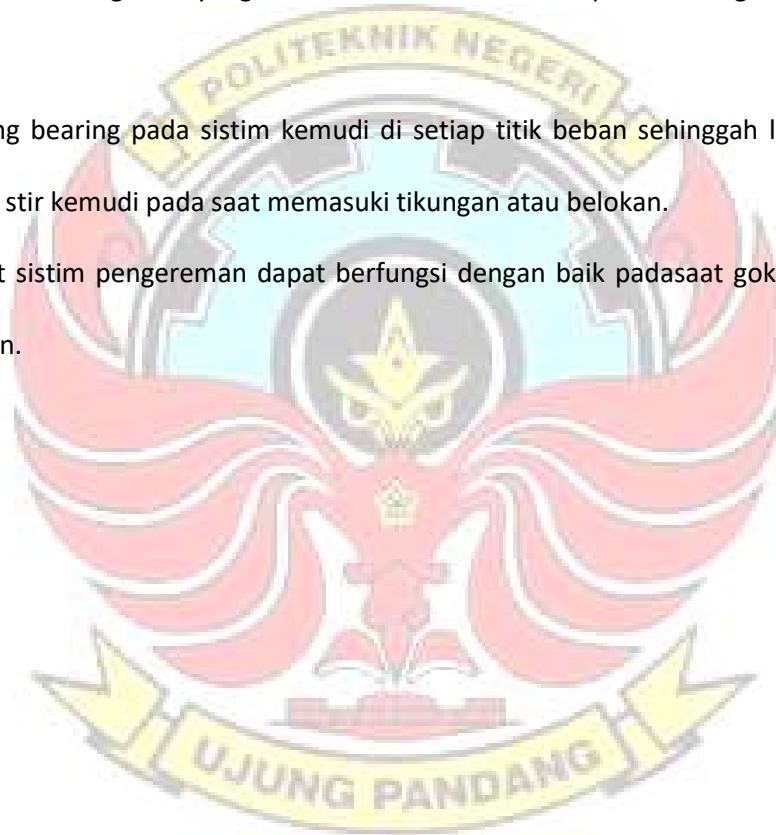 POLITEKNIK NEGERI
ng bearing pada sistim kemudi di setiap titik beban sehinggah l
stir kemudi pada saat memasuki tikungan atau belokan.
t sistim pengereman dapat berfungsi dengan baik padasaat gok
n.
UJUNG PANDANG